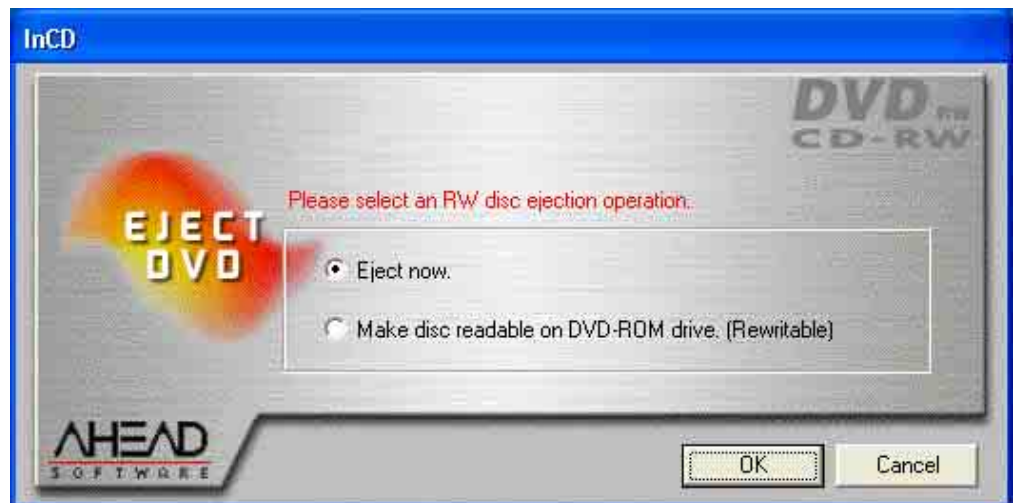 InCD
DVD
CD-RW
Please select an RW disc ejection operation.
EJECT
DVD
Eject now.
Make disc readable on DVD-ROM drive. (Rewritable)
AHEAD
SOFTWARE
OK
Cancel